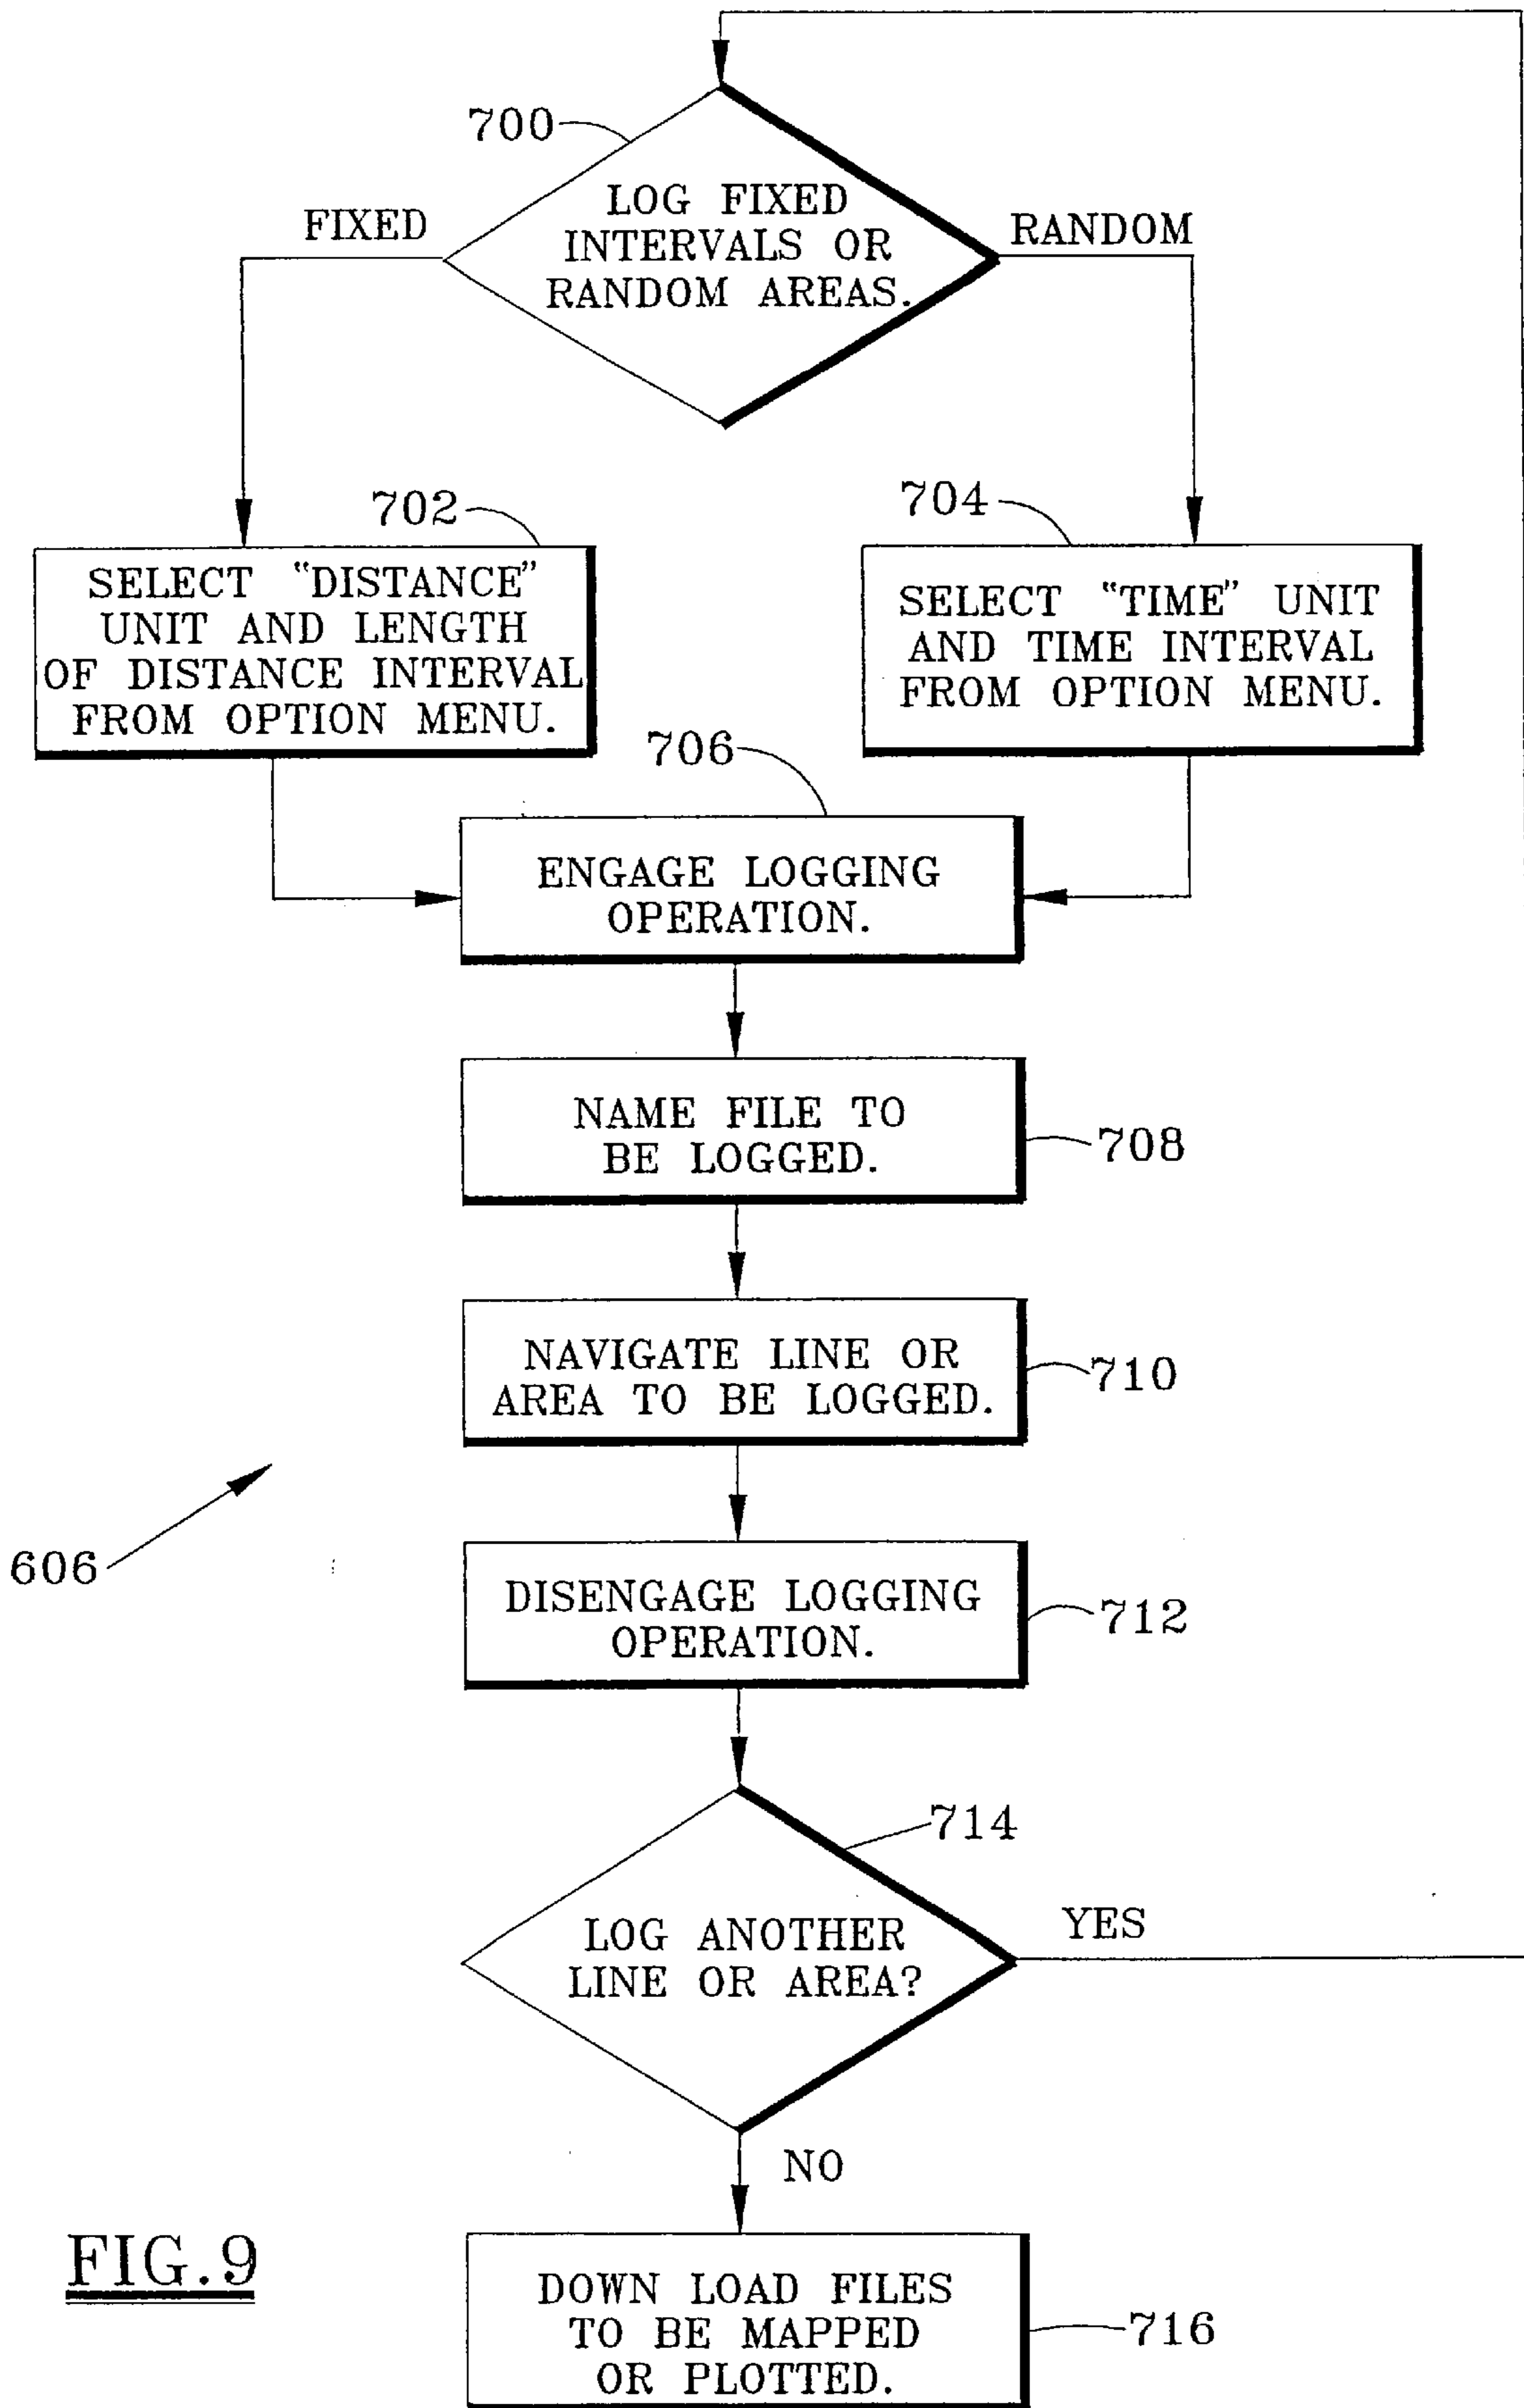 700
LOG FIXED
INTERVALS OR
RANDOM AREAS.
FIXED
RANDOM
702
SELECT “DISTANCE”
UNIT AND LENGTH
OF DISTANCE INTERVAL
FROM OPTION MENU.
704
SELECT “TIME” UNIT
AND TIME INTERVAL
FROM OPTION MENU.
706
ENGAGE LOGGING
OPERATION.
NAME FILE TO
BE LOGGED.
708
NAVIGATE LINE OR
AREA TO BE LOGGED.
710
606
DISENGAGE LOGGING
OPERATION.
712
714
LOG ANOTHER
LINE OR AREA?
YES
NO
FIG.9
DOWN LOAD FILES
TO BE MAPPED
OR PLOTTED.
716